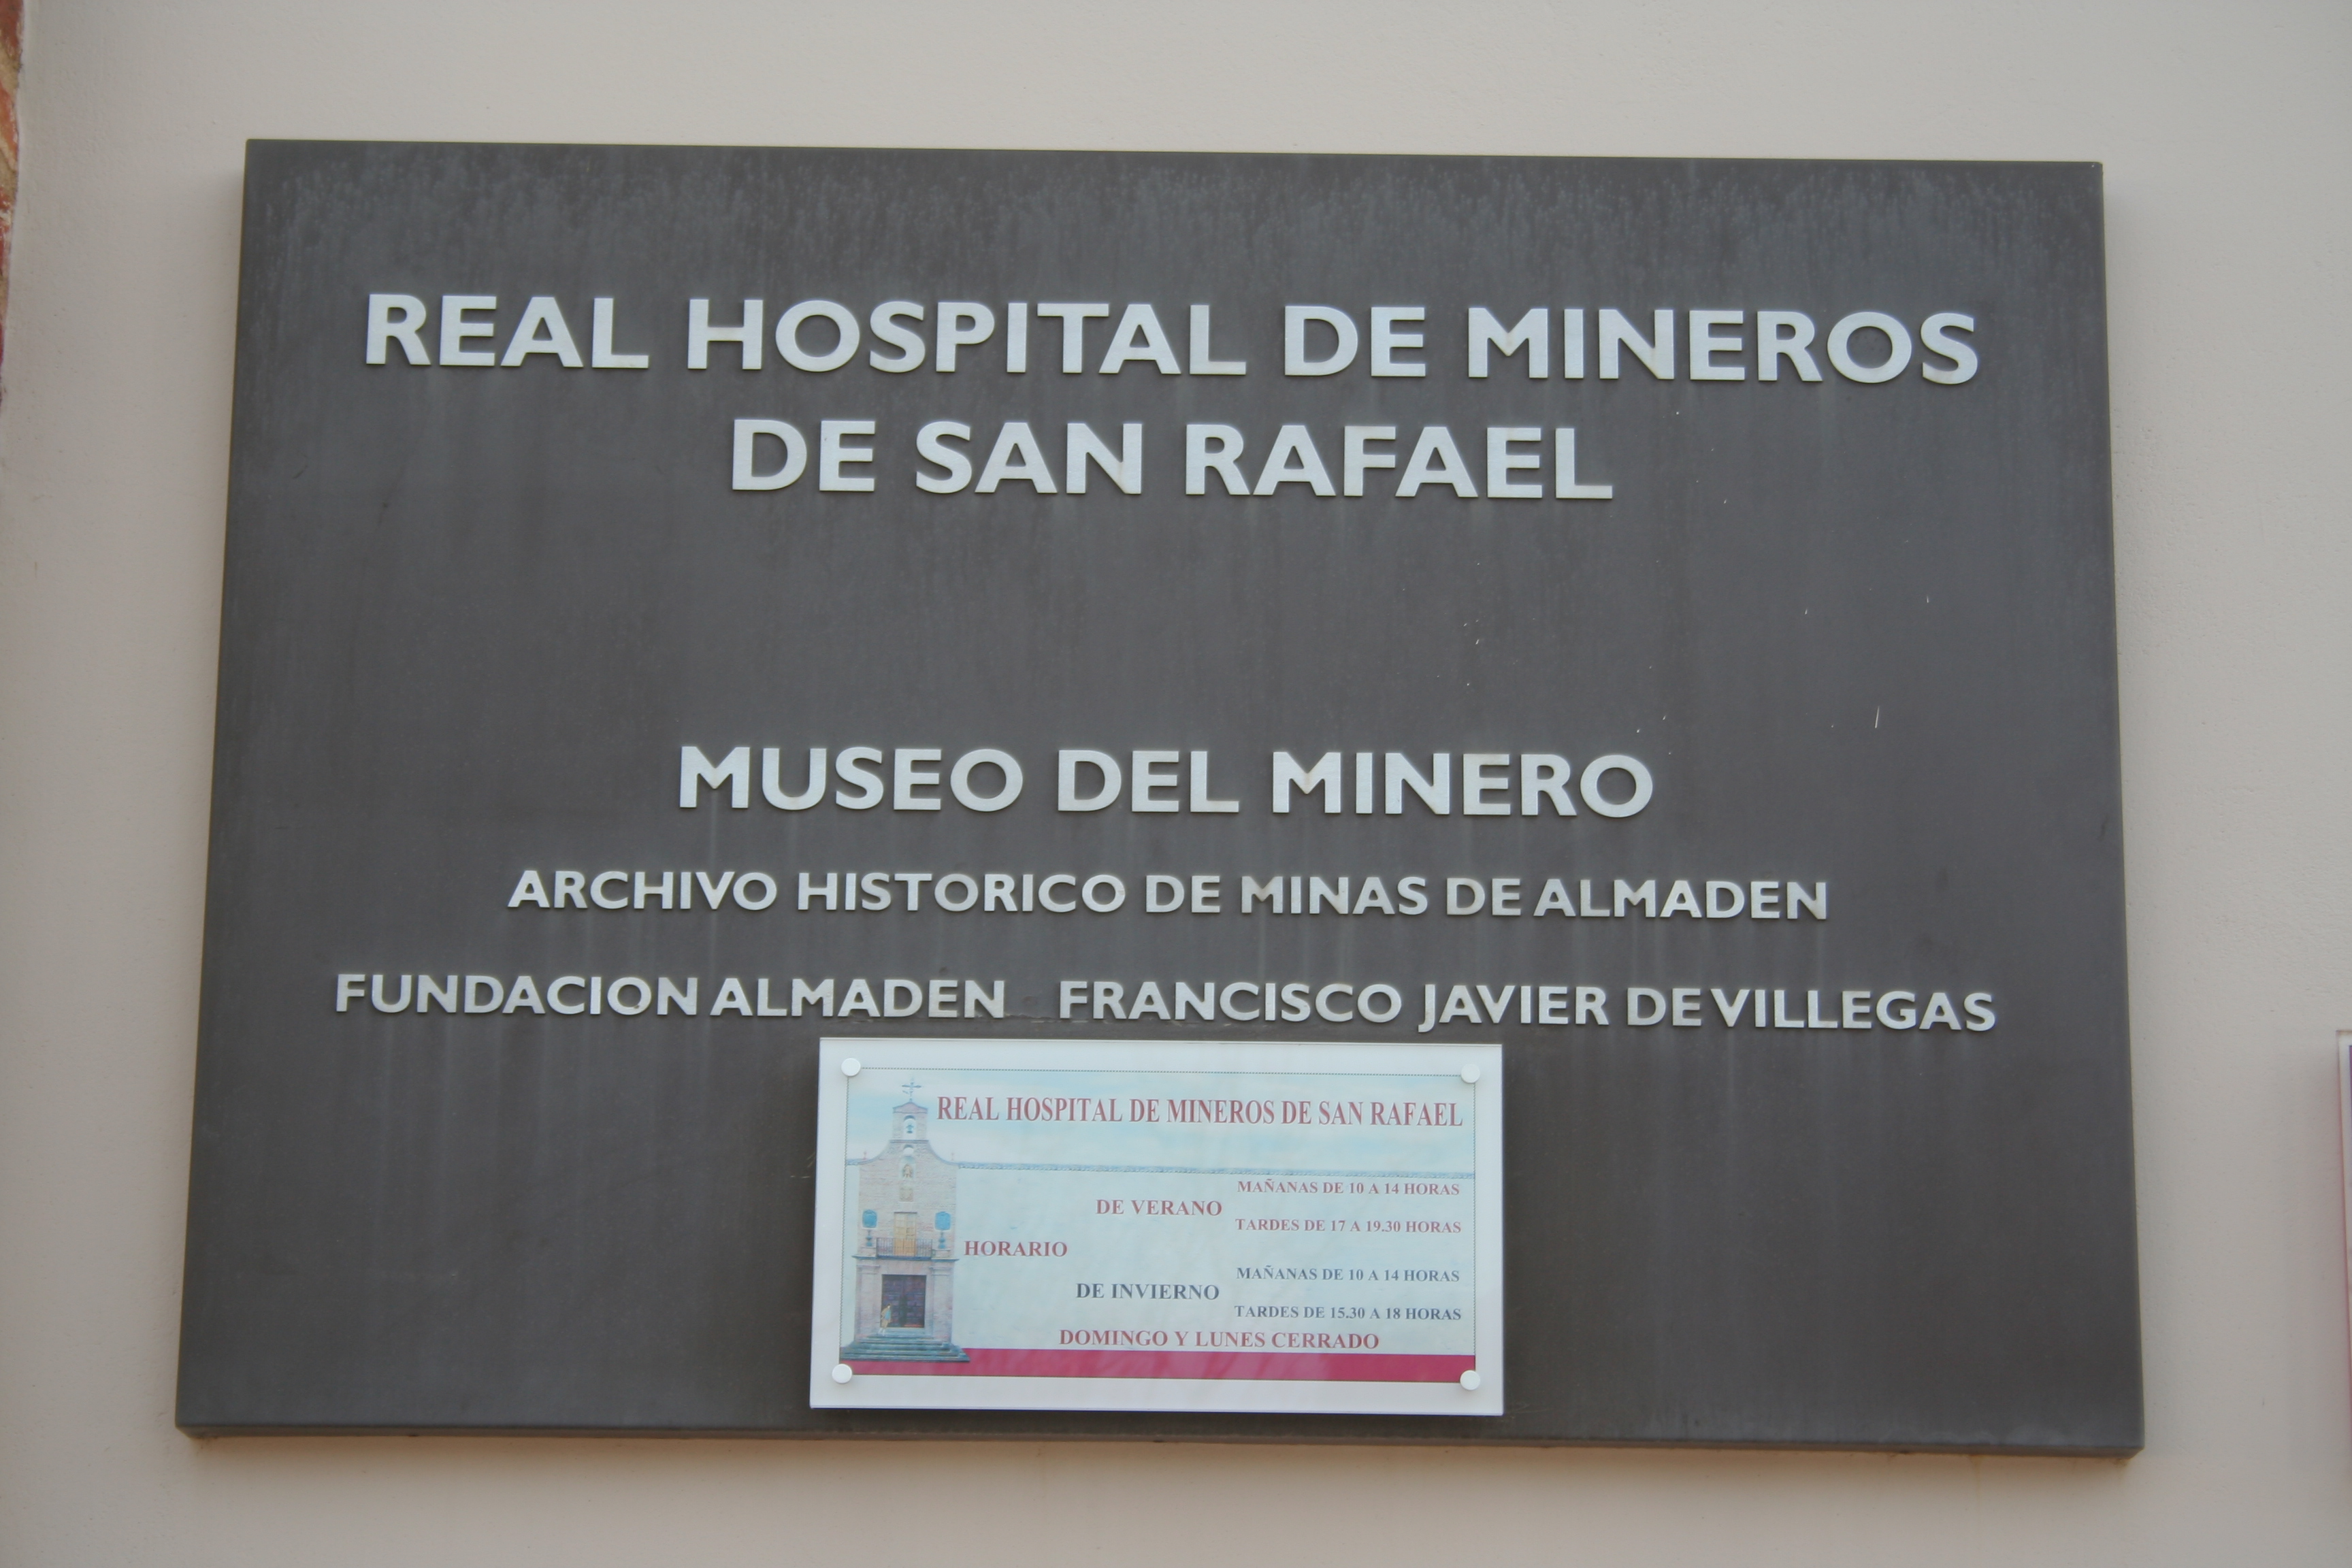 REAL HOSPITAL DE MINEROS
DE SAN RAFAEL
MUSEO DEL MINERO
ARCHIVO HISTORICO DE MINAS DE ALMADEN
FUNDACION ALMADEN FRANCISCO JAVIER DE VILLEGAS
REAL HOSPITAL DE MINEROS DE SAN RAFAEL
HORARIO
DE VERANO
MAÑANAS DE 10 A 14 HORAS
TARDES DE 17 A 19.30 HORAS
DE INVIERNO
MAÑANAS DE 10 A 14 HORAS
TARDES DE 15.30 A 18 HORAS
DOMINGO Y LUNES CERRADO